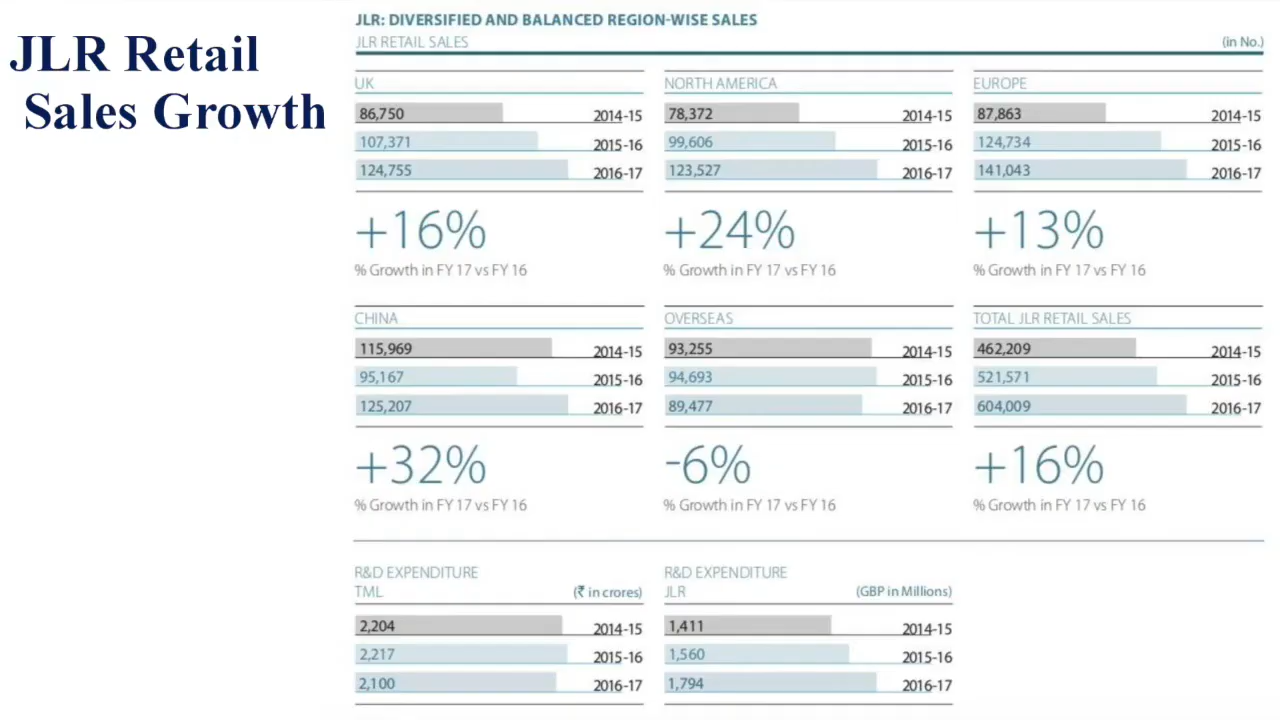 JLR Retail
Sales Growth
JLR: DIVERSIFIED AND BALANCED REGION-WISE SALES
JLR RETAIL SALES (in No.)
UK
86,750 2014-15
107,371 2015-16
124,755 2016-17
+16%
% Growth in FY 17 vs FY 16
NORTH AMERICA
78,372 2014-15
99,606 2015-16
123,527 2016-17
+24%
% Growth in FY 17 vs FY 16
EUROPE
87,863 2014-15
124,734 2015-16
141,043 2016-17
+13%
% Growth in FY 17 vs FY 16
CHINA
115,969 2014-15
95,167 2015-16
125,207 2016-17
+32%
% Growth in FY 17 vs FY 16
OVERSEAS
93,255 2014-15
94,693 2015-16
89,477 2016-17
-6%
% Growth in FY 17 vs FY 16
TOTAL JLR RETAIL SALES
462,209 2014-15
521,571 2015-16
604,009 2016-17
+16%
% Growth in FY 17 vs FY 16
R&D EXPENDITURE
TML (₹ in crores)
2,204 2014-15
2,217 2015-16
2,100 2016-17
R&D EXPENDITURE
JLR (GBP in Millions)
1,411 2014-15
1,560 2015-16
1,794 2016-17